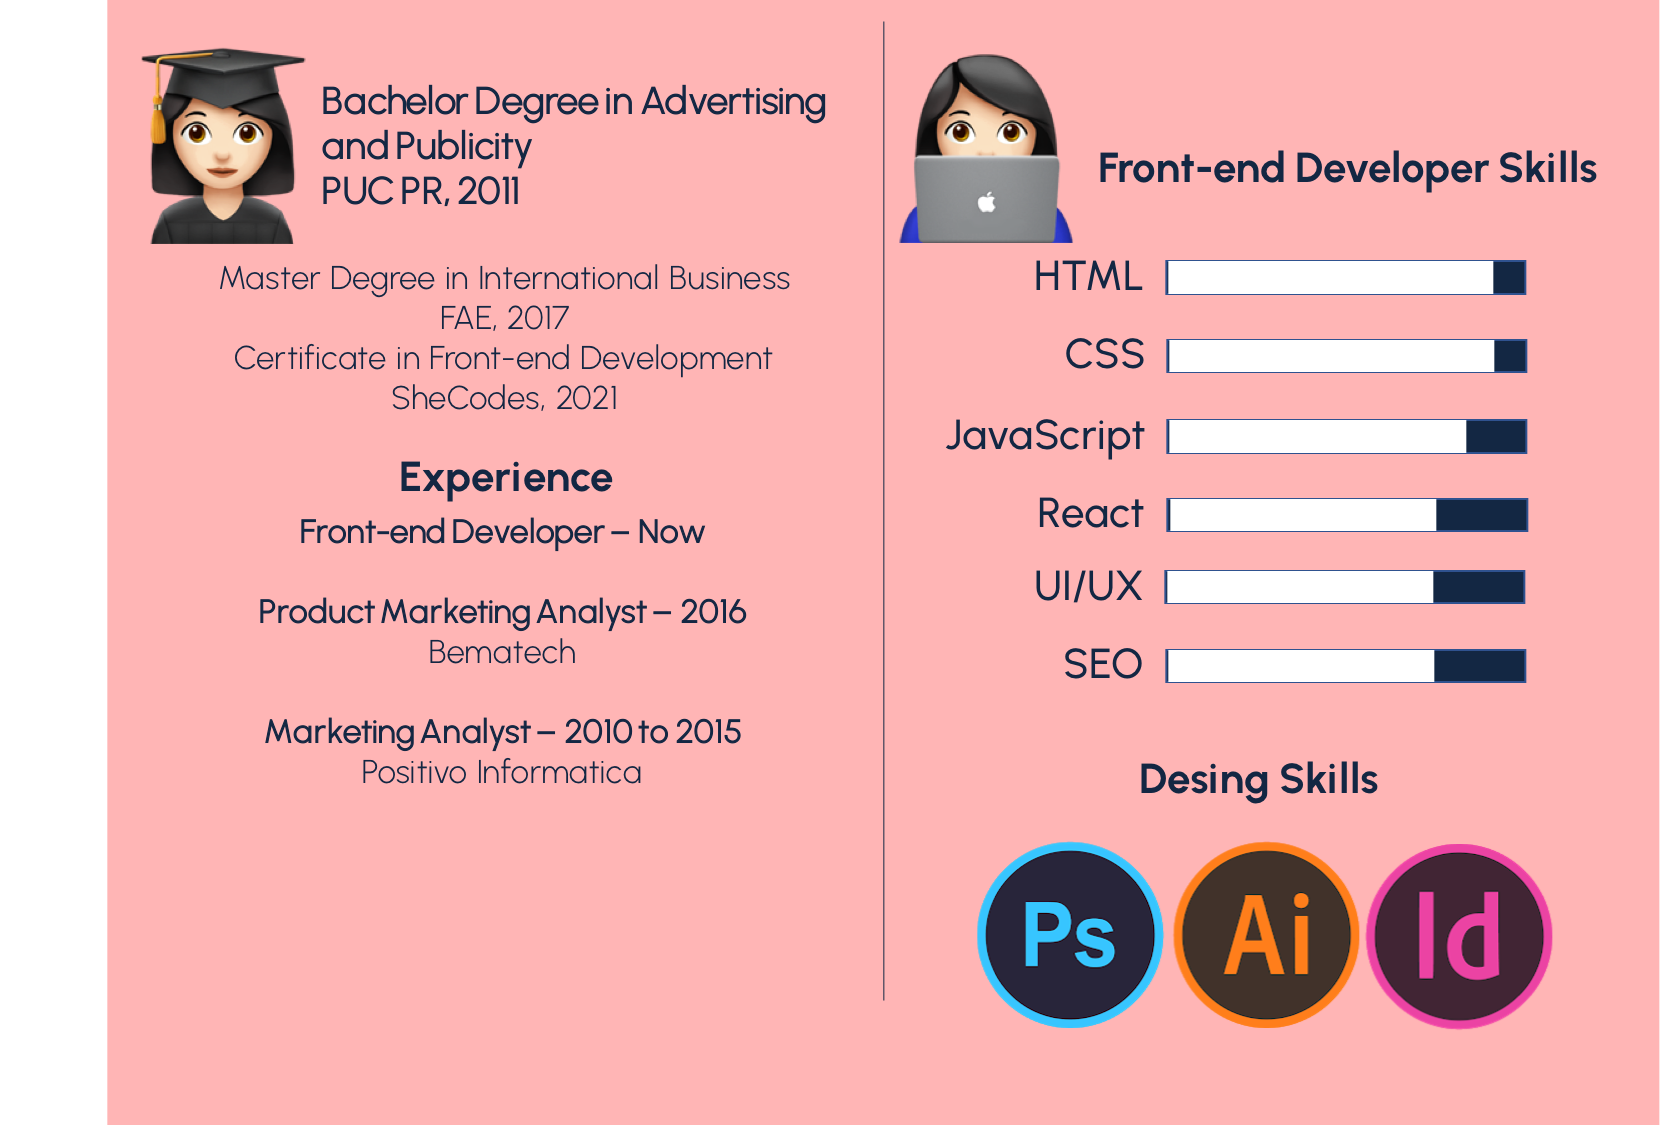 Bachelor Degree in Advertising
and Publicity
PUC PR, 2011
Master Degree in International Business
FAE, 2017
Certificate in Front-end Development
SheCodes, 2021
Experience
Front-end Developer – Now
Product Marketing Analyst – 2016
Bematech
Marketing Analyst – 2010 to 2015
Positivo Informatica
Front-end Developer Skills
HTML
CSS
JavaScript
React
UI/UX
SEO
Desing Skills
Ps
Ai
Id